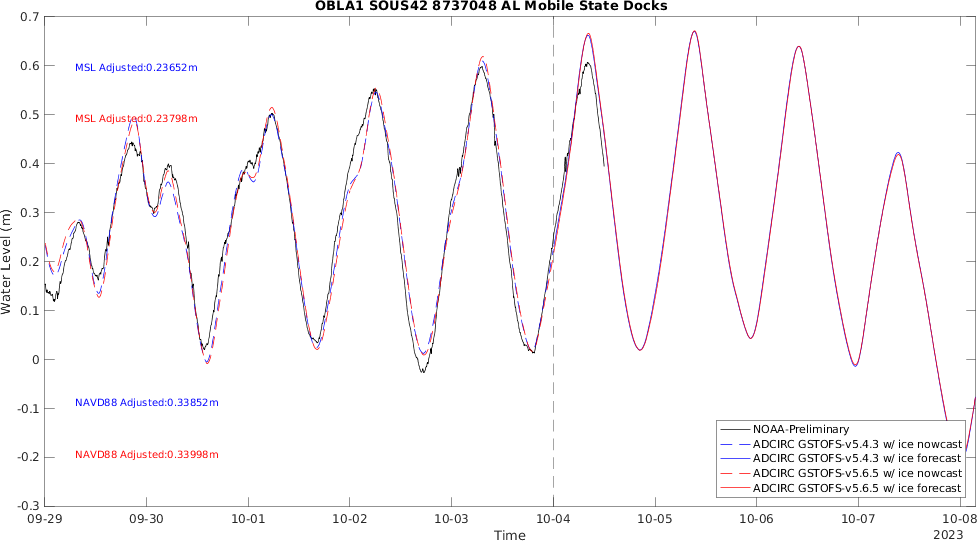 OBLA1 SOUS42 8737048 AL Mobile State Docks
0.7
0.6
0.5
0.4
0.3
0.2
0.1
0
-0.1
-0.2
-0.3
Water Level (m)
MSL Adjusted:0.23652m
MSL Adjusted:0.23798m
NAVD88 Adjusted:0.33852m
NAVD88 Adjusted:0.33998m
NOAA-Preliminary
ADCIRC GSTOFS-v5.4.3 w/ ice nowcast
ADCIRC GSTOFS-v5.4.3 w/ ice forecast
ADCIRC GSTOFS-v5.6.5 w/ ice nowcast
ADCIRC GSTOFS-v5.6.5 w/ ice forecast
09-29 09-30 10-01 10-02 10-03 10-04 10-05 10-06 10-07 10-08
Time
2023